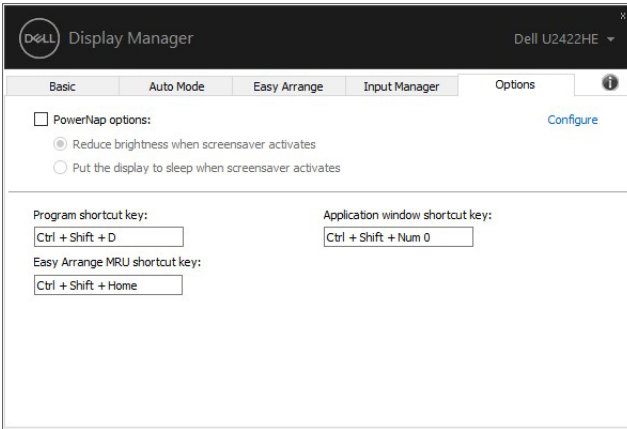 x
DELL Display Manager Dell U2422HE
Basic Auto Mode Easy Arrange Input Manager Options i
PowerNap options: Configure
Reduce brightness when screensaver activates
Put the display to sleep when screensaver activates
Program shortcut key: Application window shortcut key:
Ctrl + Shift + D Ctrl + Shift + Num 0
Easy Arrange MRU shortcut key:
Ctrl + Shift + Home